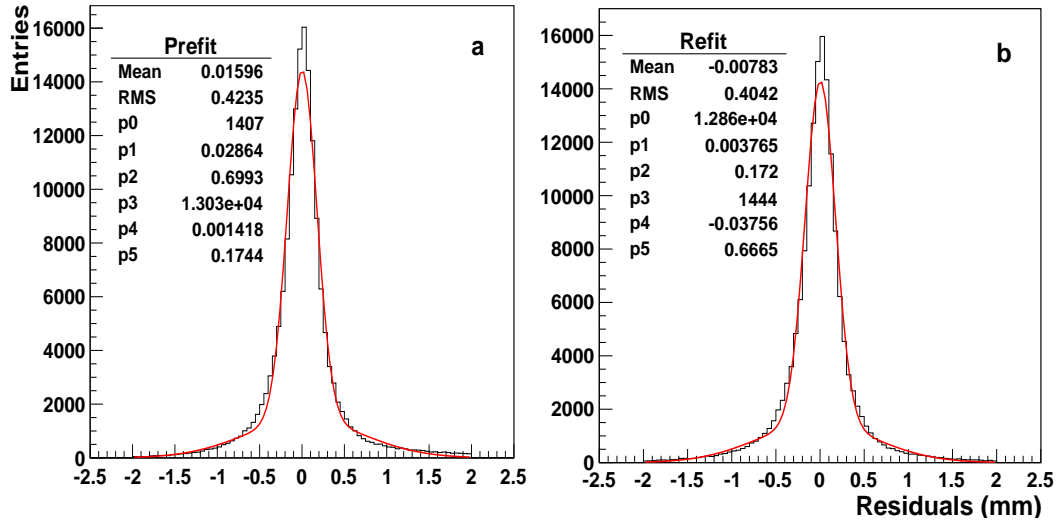 Entries
a
Prefit
Mean 0.01596
RMS 0.4235
p0 1407
p1 0.02864
p2 0.6993
p3 1.303e+04
p4 0.001418
p5 0.1744
16000
14000
12000
10000
8000
6000
4000
2000
0
-2.5 -2 -1.5 -1 -0.5 0 0.5 1 1.5 2 2.5
b
Refit
Mean -0.00783
RMS 0.4042
p0 1.286e+04
p1 0.003765
p2 0.172
p3 1444
p4 -0.03756
p5 0.6665
16000
14000
12000
10000
8000
6000
4000
2000
0
-2.5 -2 -1.5 -1 -0.5 0 0.5 1 1.5 2 2.5
Residuals (mm)